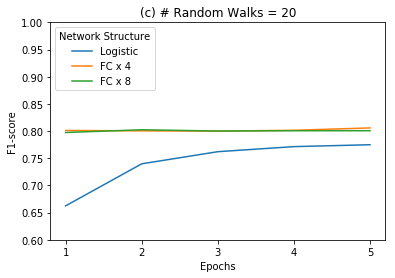 (c) # Random Walks = 20
Network Structure
Logistic
FC x 4
FC x 8
F1-score
1.00
0.95
0.90
0.85
0.80
0.75
0.70
0.65
0.60
1 2 3 4 5
Epochs